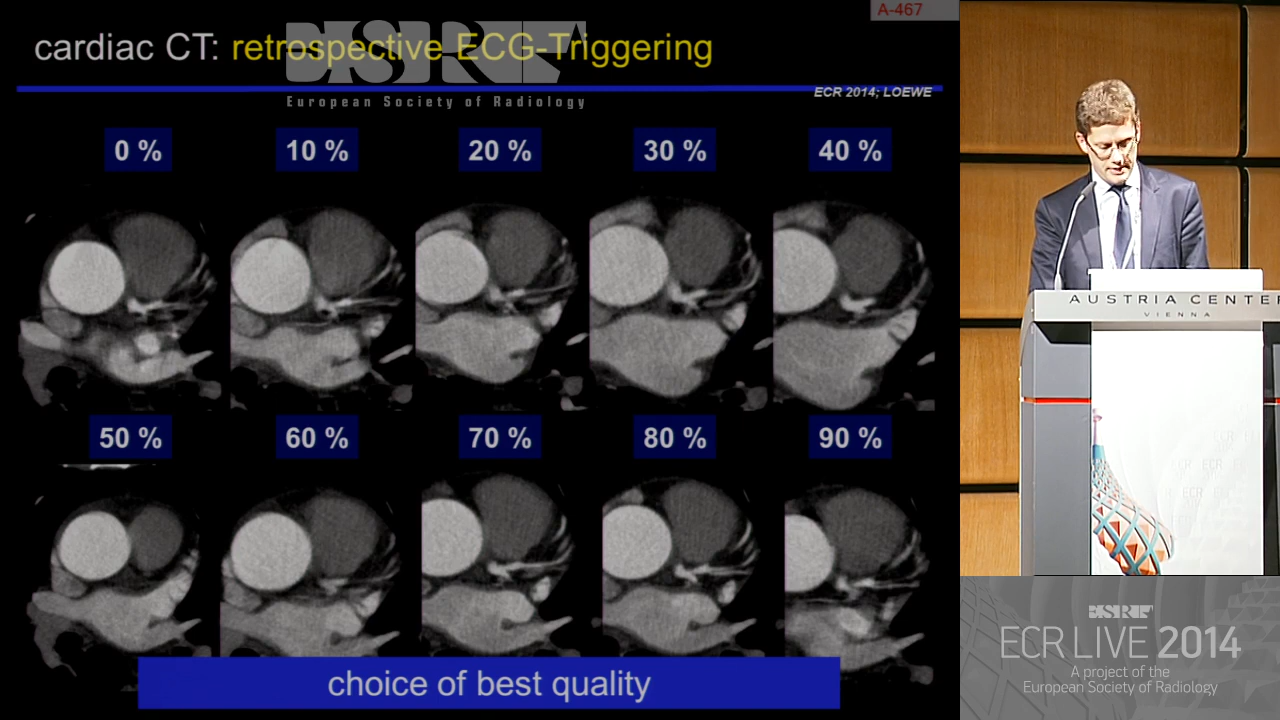 A-467
cardiac CT: retrospective ECG-Triggering
ESR
European Society of Radiology
ECR 2014; LOEWE
0 %
10 %
20 %
30 %
40 %
50 %
60 %
70 %
80 %
90 %
choice of best quality
AUSTRIA CENTER
VIENNA
ESR
ECR LIVE 2014
A project of the
European Society of Radiology